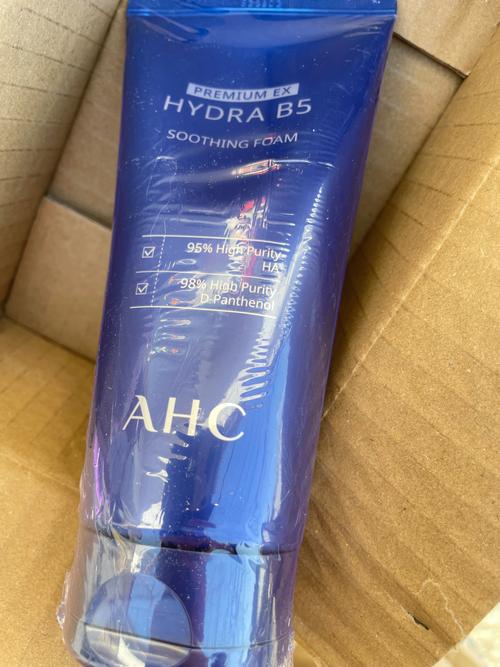 PREMIUM EX
HYDRA B5
SOOTHING FOAM
95% High Purity
HA
98% High Purity
D-Panthenol
AHC